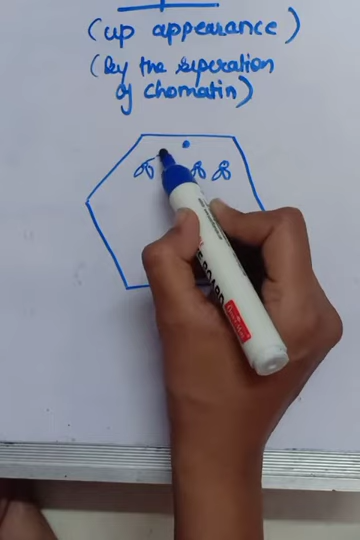 (up appearance)
(by the seperation
of chomatin)